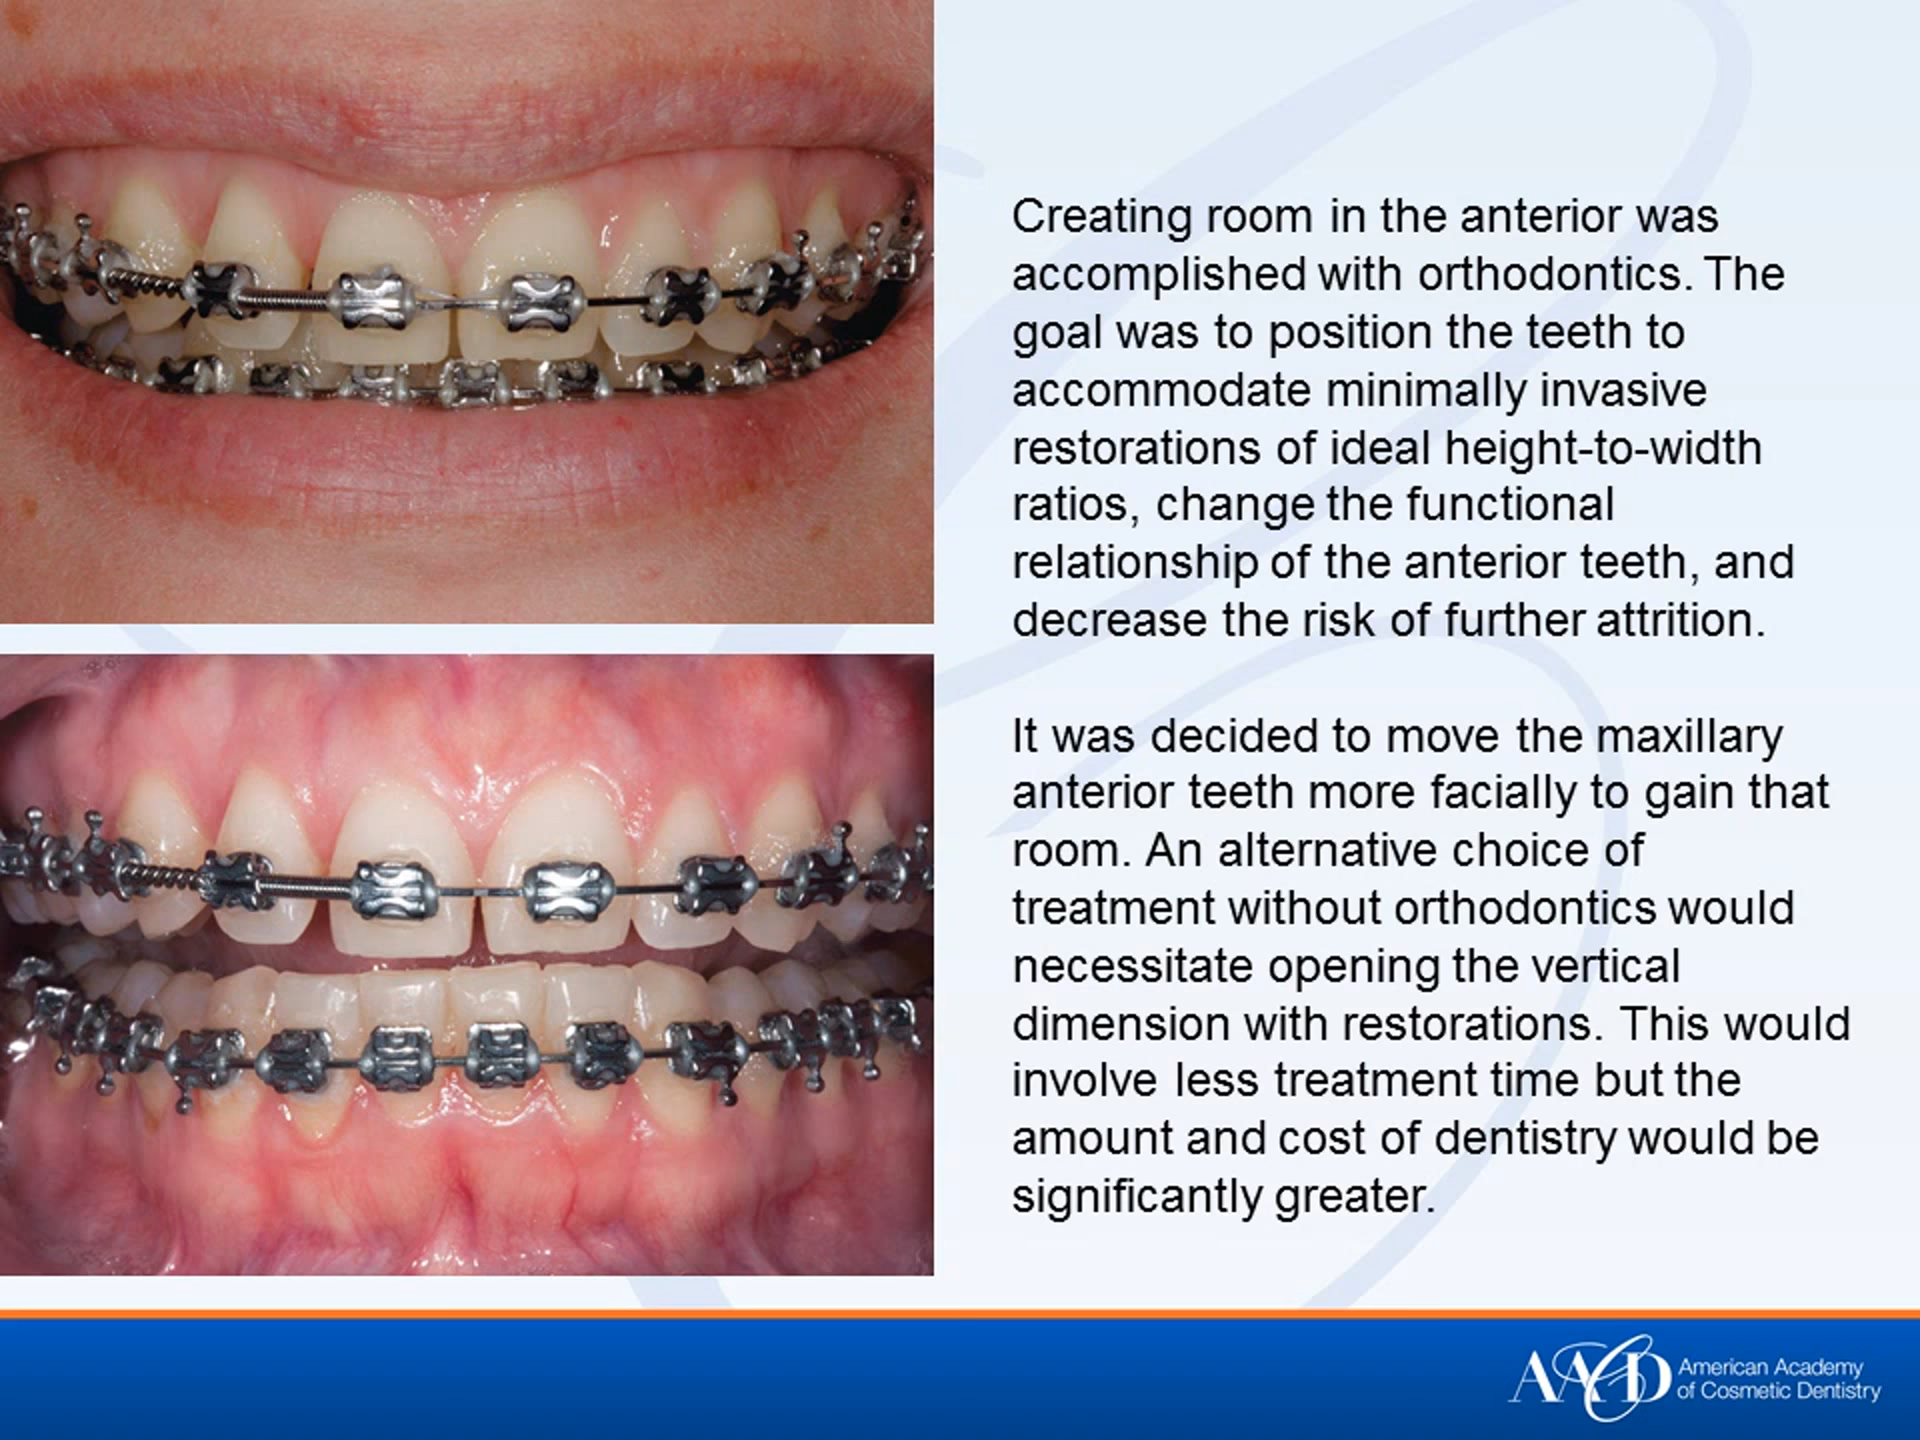 Creating room in the anterior was
accomplished with orthodontics. The
goal was to position the teeth to
accommodate minimally invasive
restorations of ideal height-to-width
ratios, change the functional
relationship of the anterior teeth, and
decrease the risk of further attrition.
It was decided to move the maxillary
anterior teeth more facially to gain that
room. An alternative choice of
treatment without orthodontics would
necessitate opening the vertical
dimension with restorations. This would
involve less treatment time but the
amount and cost of dentistry would be
significantly greater.
AACD
American Academy
of Cosmetic Dentistry